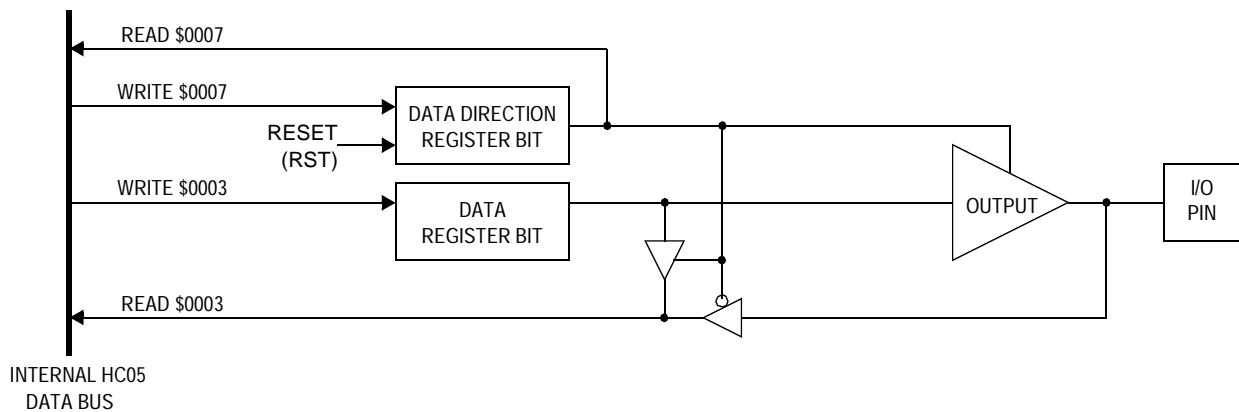 READ $0007
WRITE $0007
DATA DIRECTION
REGISTER BIT
RESET
(RST)
WRITE $0003
DATA
REGISTER BIT
OUTPUT
I/O
PIN
READ $0003
INTERNAL HC05
DATA BUS